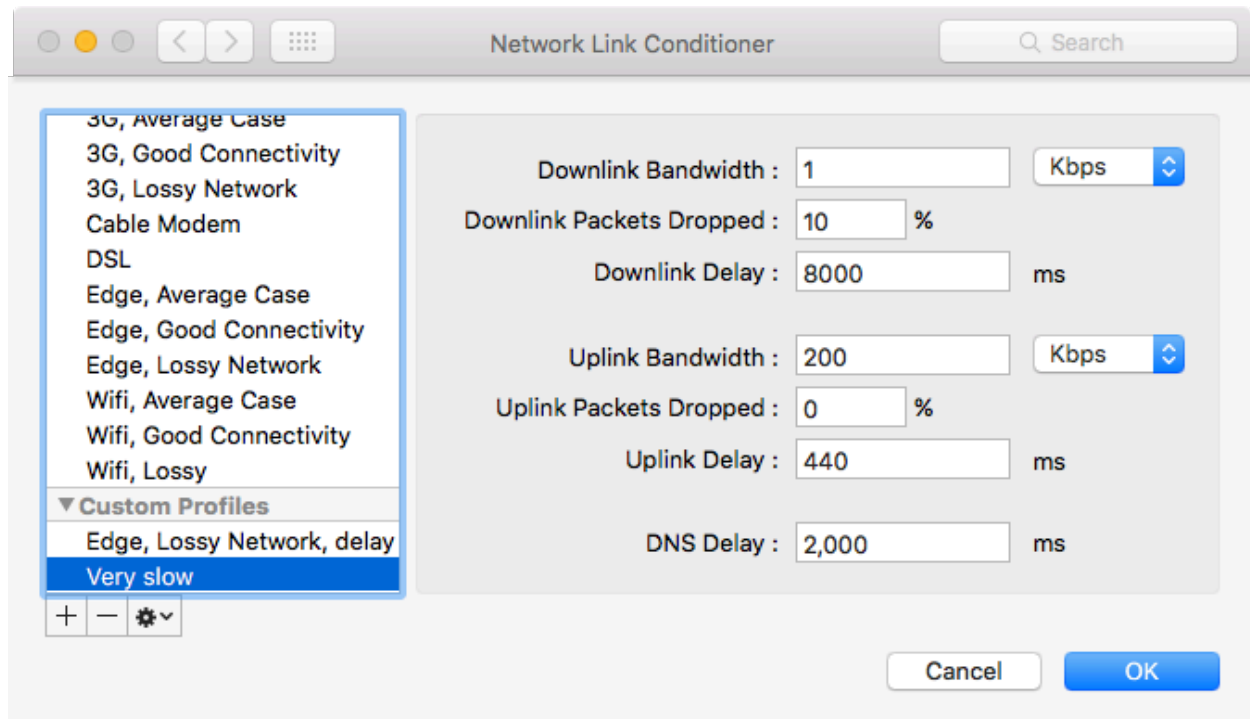 Network Link Conditioner
Search
3G, Average Case
3G, Good Connectivity
3G, Lossy Network
Cable Modem
DSL
Edge, Average Case
Edge, Good Connectivity
Edge, Lossy Network
Wifi, Average Case
Wifi, Good Connectivity
Wifi, Lossy
Custom Profiles
Edge, Lossy Network, delay
Very slow
Downlink Bandwidth : 1 Kbps
Downlink Packets Dropped : 10 %
Downlink Delay : 8000 ms
Uplink Bandwidth : 200 Kbps
Uplink Packets Dropped : 0 %
Uplink Delay : 440 ms
DNS Delay : 2,000 ms
Cancel
OK